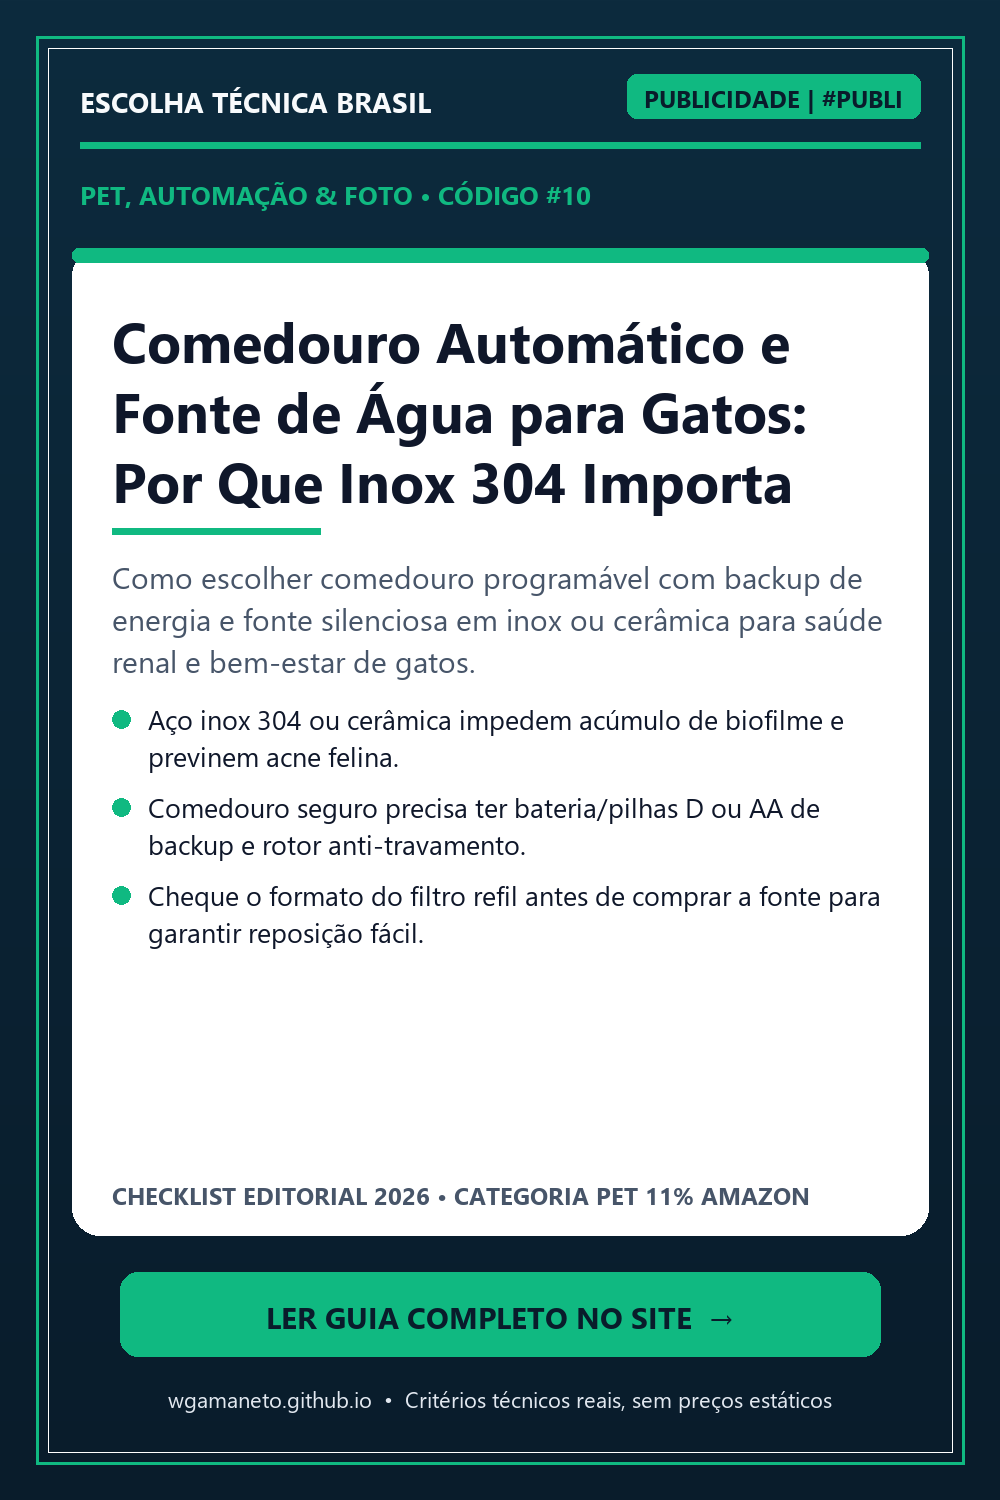 ESCOLHA TÉCNICA BRASIL
PUBLICIDADE | #PUBLI
PET, AUTOMAÇÃO & FOTO • CÓDIGO #10
Comedouro Automático e
Fonte de Água para Gatos:
Por Que Inox 304 Importa
Como escolher comedouro programável com backup de
energia e fonte silenciosa em inox ou cerâmica para saúde
renal e bem-estar de gatos.
Aço inox 304 ou cerâmica impedem acúmulo de biofilme e
previnem acne felina.
Comedouro seguro precisa ter bateria/pilhas D ou AA de
backup e rotor anti-travamento.
Cheque o formato do filtro refil antes de comprar a fonte para
garantir reposição fácil.
CHECKLIST EDITORIAL 2026 • CATEGORIA PET 11% AMAZON
LER GUIA COMPLETO NO SITE →
wgamaneto.github.io • Critérios técnicos reais, sem preços estáticos